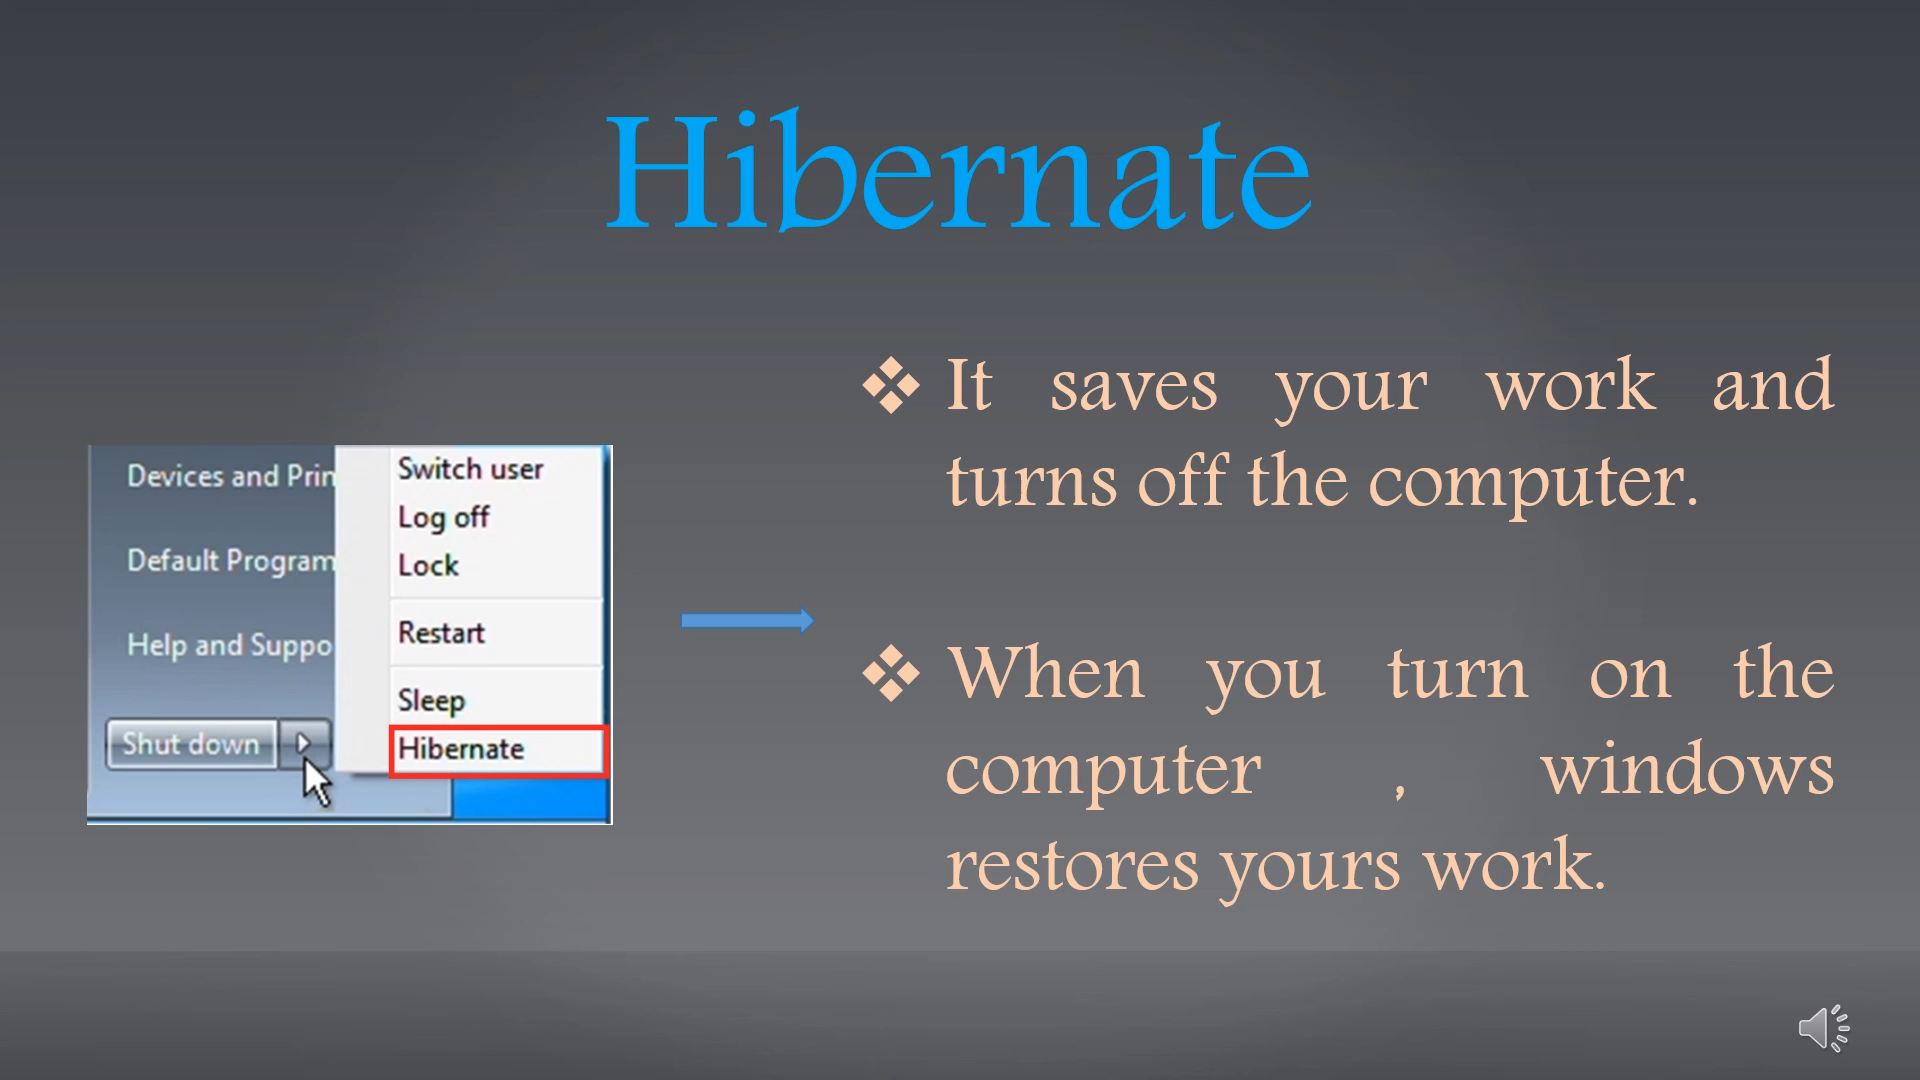 Hibernate
Devices and Prin
Default Program
Help and Suppo
Shut down
Switch user
Log off
Lock
Restart
Sleep
Hibernate
❖ It saves your work and
turns off the computer.
❖ When you turn on the
computer , windows
restores yours work.